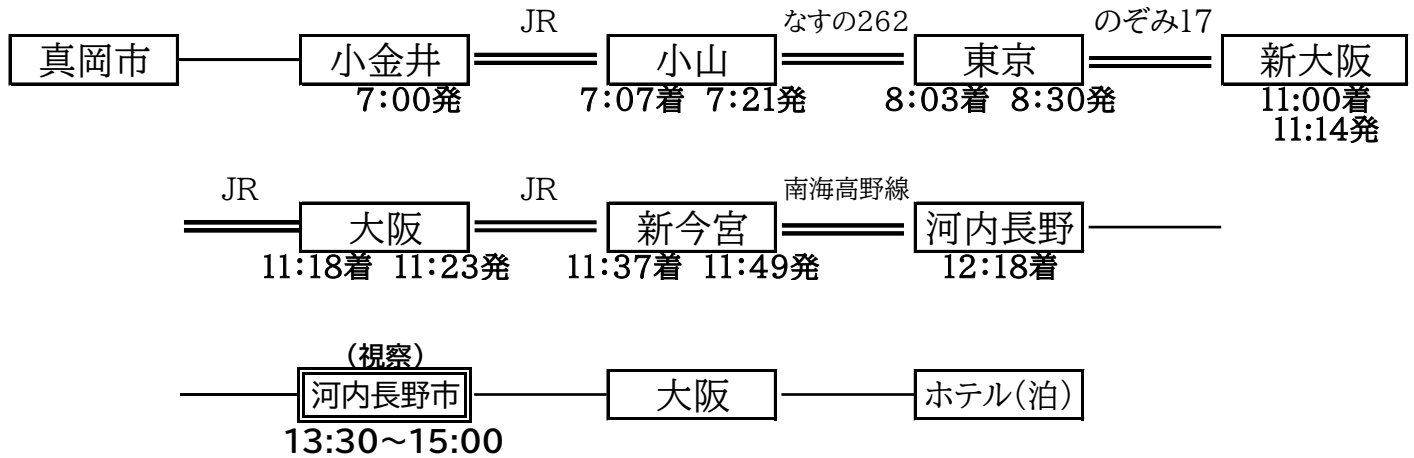 JR なすの262 のぞみ17
真岡市 小金井 小山 東京 新大阪
7:00発 7:07着 7:21発 8:03着 8:30発 11:00着
11:14発
JR JR 南海高野線
大阪 新今宮 河内長野
11:18着 11:23発 11:37着 11:49発 12:18着
(視察)
河内長野市 大阪 ホテル(泊)
13:30～15:00